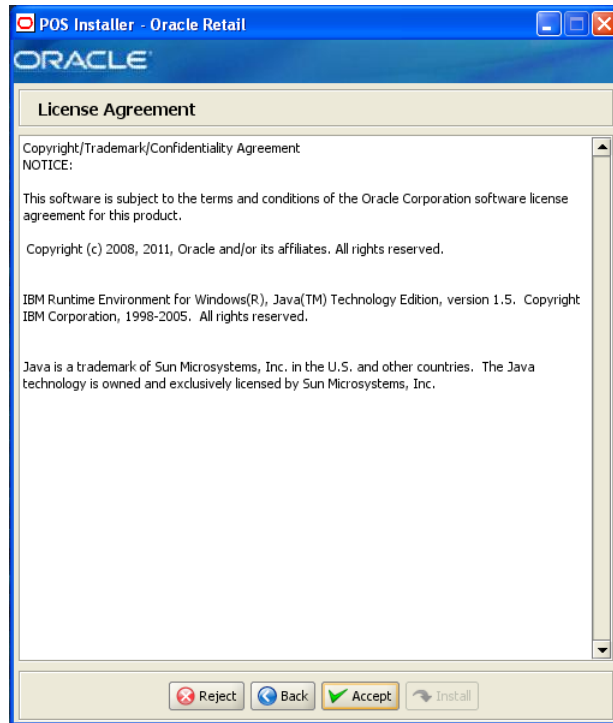 POS Installer - Oracle Retail
ORACLE
License Agreement
Copyright/Trademark/Confidentiality Agreement
NOTICE:
This software is subject to the terms and conditions of the Oracle Corporation software license
agreement for this product.
Copyright (c) 2008, 2011, Oracle and/or its affiliates. All rights reserved.
IBM Runtime Environment for Windows(R), Java(TM) Technology Edition, version 1.5.  Copyright
IBM Corporation, 1998-2005.  All rights reserved.
Java is a trademark of Sun Microsystems, Inc. in the U.S. and other countries.  The Java
technology is owned and exclusively licensed by Sun Microsystems, Inc.
Reject Back Accept Install